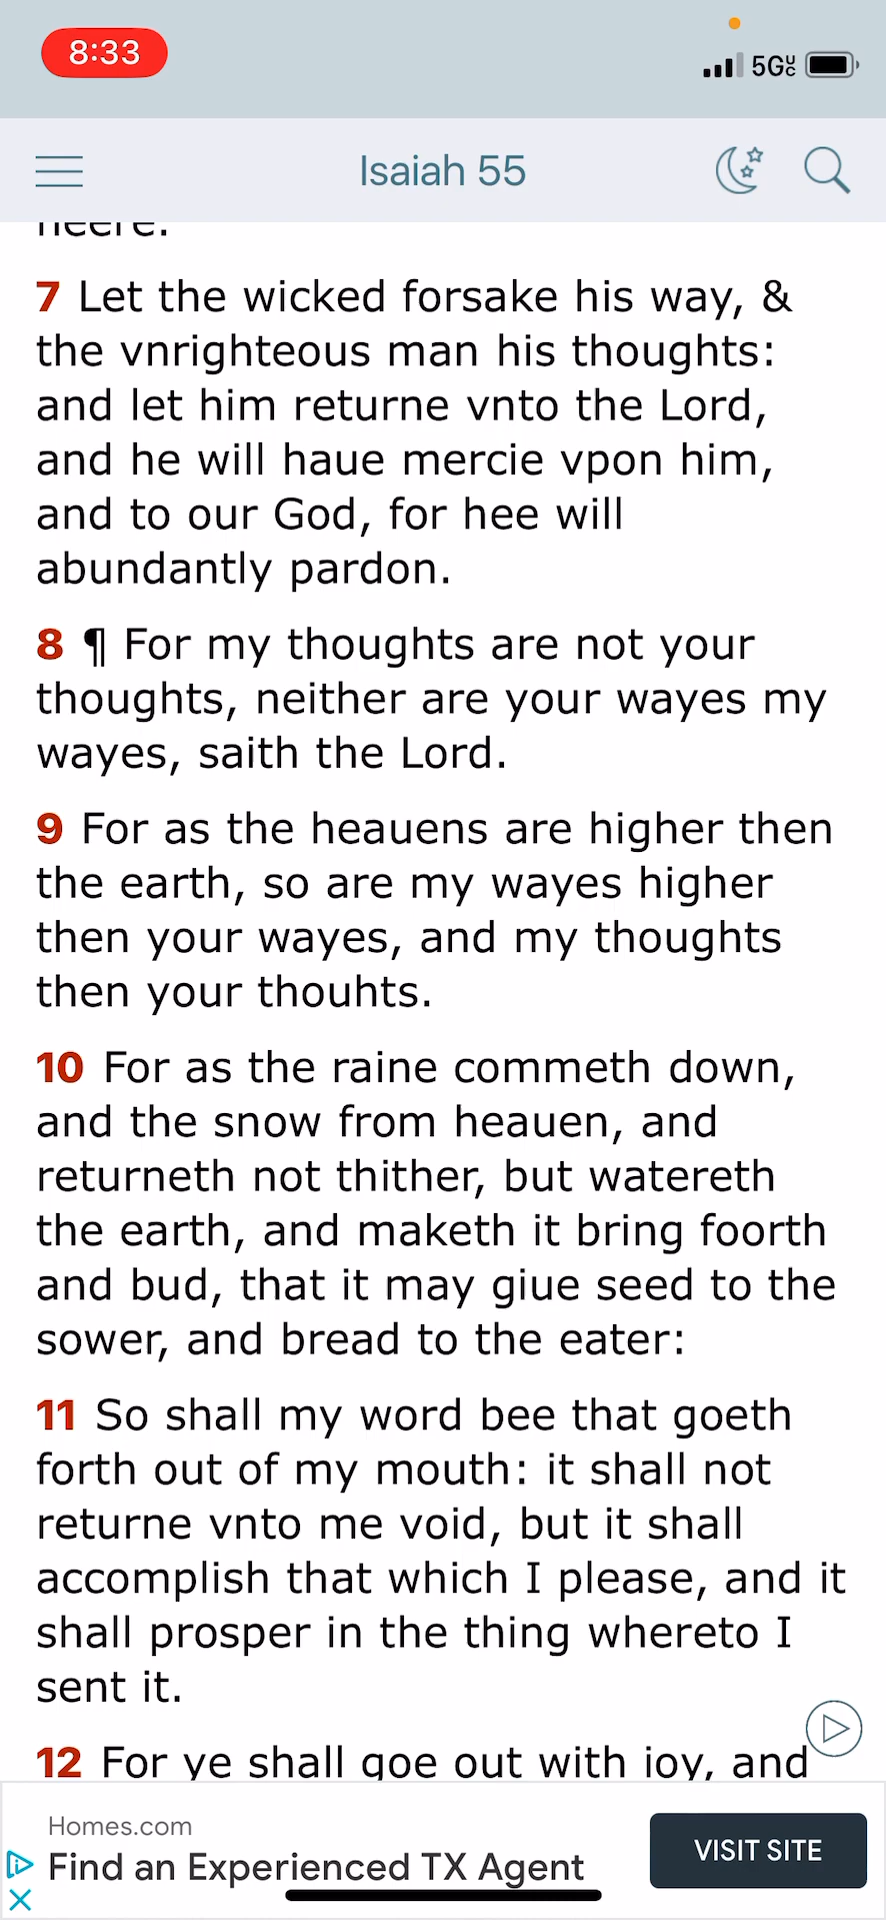 8:33
5GUC
Isaiah 55
neere.
7 Let the wicked forsake his way, &
the vnrighteous man his thoughts:
and let him returne vnto the Lord,
and he will haue mercie vpon him,
and to our God, for hee will
abundantly pardon.
8 ¶ For my thoughts are not your
thoughts, neither are your wayes my
wayes, saith the Lord.
9 For as the heauens are higher then
the earth, so are my wayes higher
then your wayes, and my thoughts
then your thouhts.
10 For as the raine commeth down,
and the snow from heauen, and
returneth not thither, but watereth
the earth, and maketh it bring foorth
and bud, that it may giue seed to the
sower, and bread to the eater:
11 So shall my word bee that goeth
forth out of my mouth: it shall not
returne vnto me void, but it shall
accomplish that which I please, and it
shall prosper in the thing whereto I
sent it.
12 For ye shall goe out with ioy, and
Homes.com
Find an Experienced TX Agent
VISIT SITE